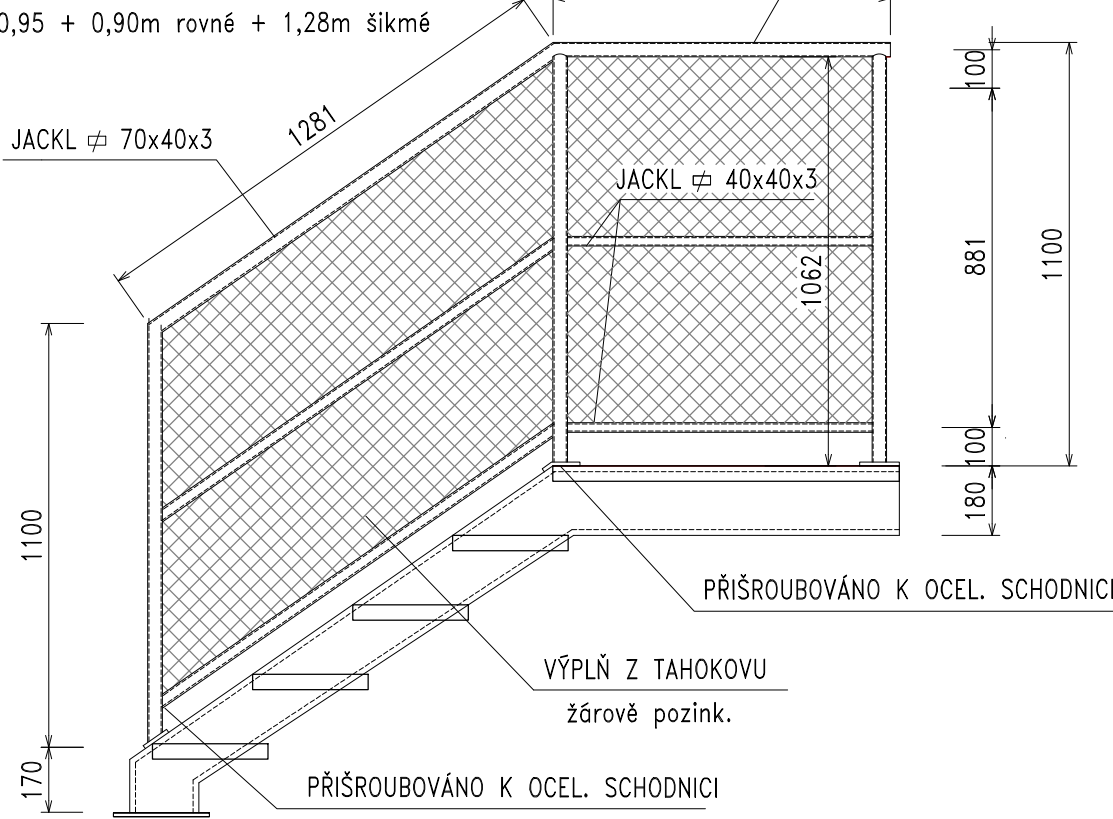 0,95 + 0,90m rovné + 1,28m šikmé
100
1281
JACKL 70x40x3
JACKL 40x40x3
881
1100
1062
100
180
1100
PŘIŠROUBOVÁNO K OCEL. SCHODNICI
VÝPLŇ Z TAHOKOVU
žárově pozink.
170
PŘIŠROUBOVÁNO K OCEL. SCHODNICI